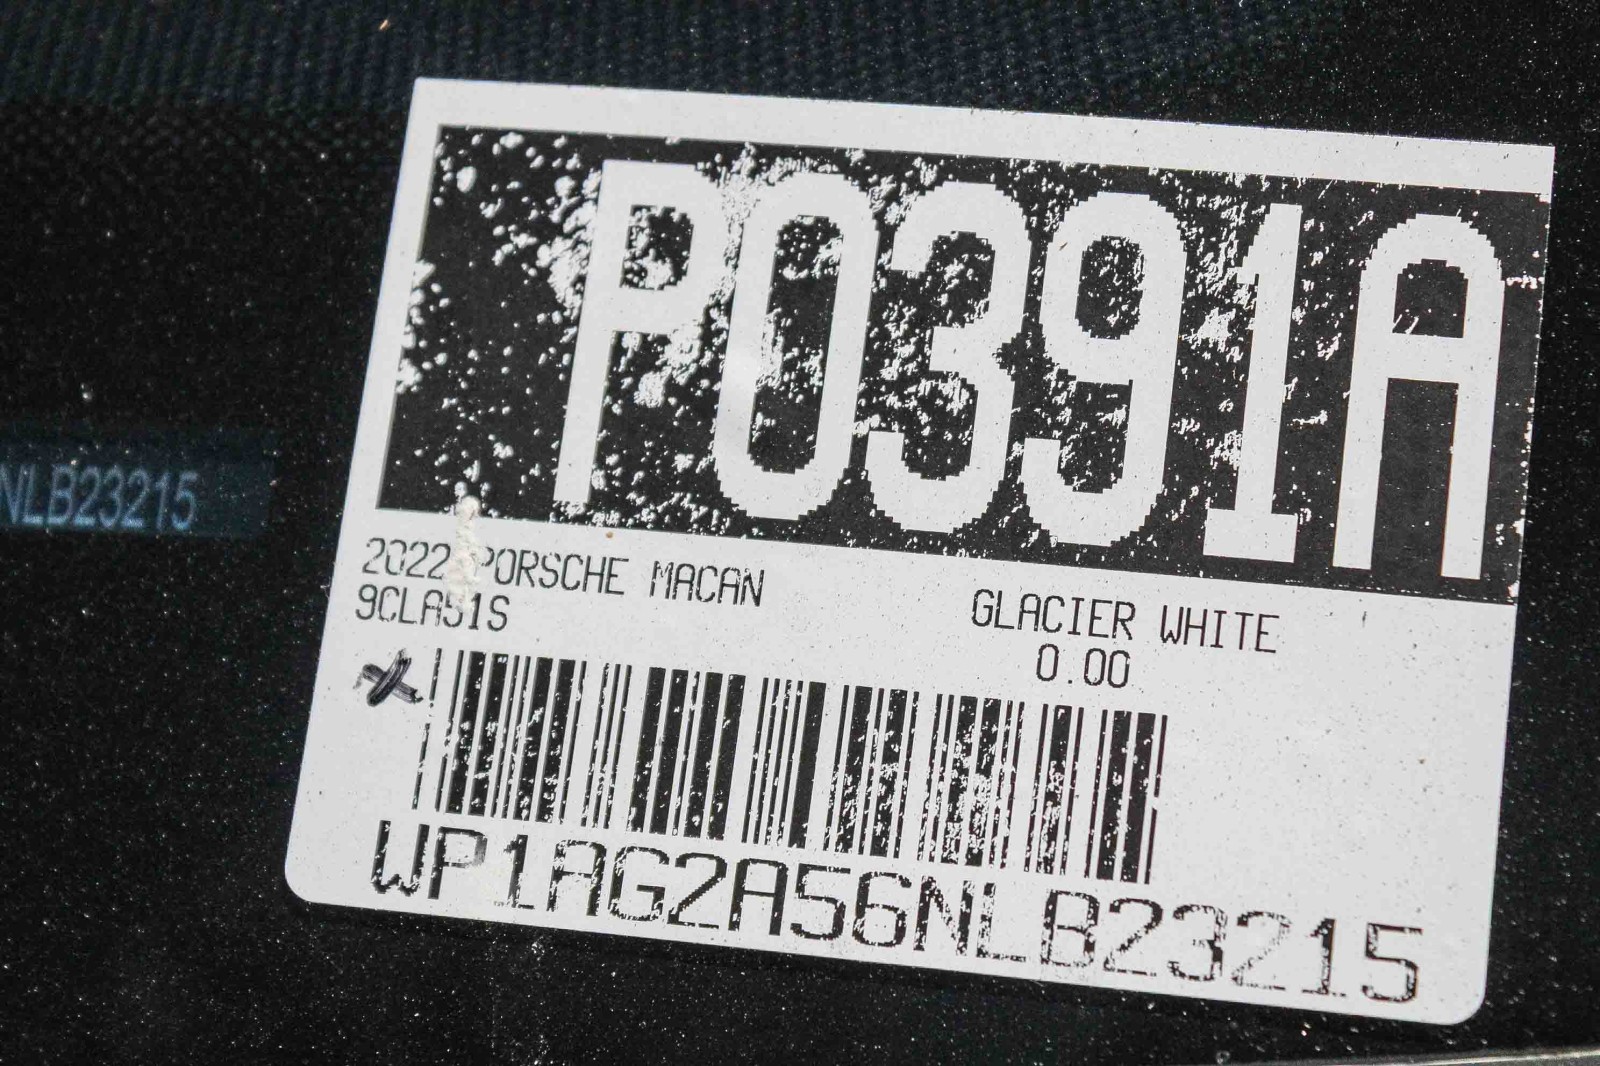 P0391A
NLB23215
2022 PORSCHE MACAN
9CLA51S
GLACIER WHITE
0.00
WP1AG2A56NLB23215